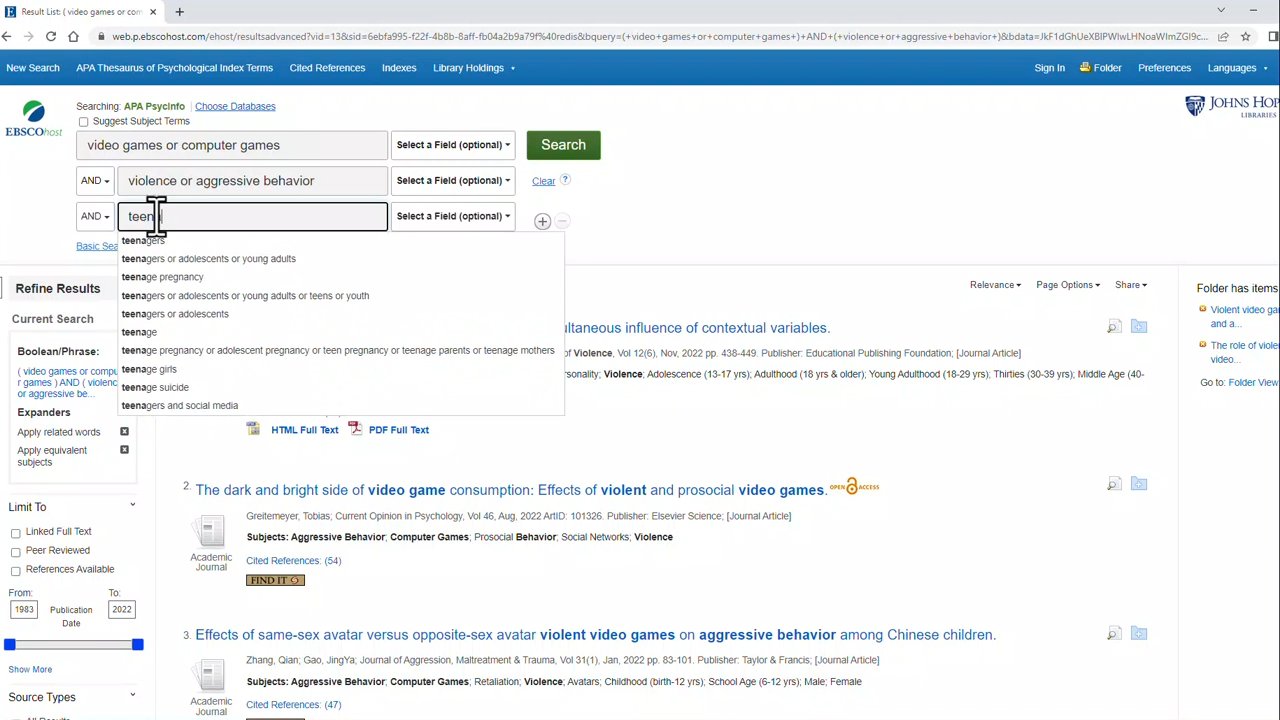 Result List: ( video games or com
web.p.ebscohost.com/ehost/resultsadvanced?vid=13&sid=6ebfa995-f22f-4b8b-8aff-fb04a2b9a79f%40redis&bquery=(+video+games+or+computer+games+)+AND+(+violence+or+aggressive+behavior+)&bdata=JkF1dGhUeXBlPWlwLHNoaWImZGI9c...
New Search APA Thesaurus of Psychological Index Terms Cited References Indexes Library Holdings Sign In Folder Preferences Languages
EBSCOhost
Searching: APA PsycInfo Choose Databases
Suggest Subject Terms
JOHNS HOP
LIBRARIES
video games or computer games Select a Field (optional) Search
AND violence or aggressive behavior Select a Field (optional) Clear ?
AND teen Select a Field (optional)
Basic Sea
teenagers
teenagers or adolescents or young adults
teenage pregnancy
teenagers or adolescents or young adults or teens or youth
teenagers or adolescents
teenage
teenage pregnancy or adolescent pregnancy or teen pregnancy or teenage parents or teenage mothers
teenage girls
teenage suicide
teenagers and social media
Refine Results
Current Search
Boolean/Phrase:
( video games or compu
r games ) AND ( violenc
or aggressive be...
Expanders
Apply related words
Apply equivalent
subjects
Limit To
Linked Full Text
Peer Reviewed
References Available
From: To:
1983 Publication Date 2022
Show More
Source Types
Relevance Page Options Share
ultaneous influence of contextual variables.
of Violence, Vol 12(6), Nov, 2022 pp. 438-449. Publisher: Educational Publishing Foundation; [Journal Article]
rsonality; Violence; Adolescence (13-17 yrs); Adulthood (18 yrs & older); Young Adulthood (18-29 yrs); Thirties (30-39 yrs); Middle Age (40-
HTML Full Text PDF Full Text
2. The dark and bright side of video game consumption: Effects of violent and prosocial video games. OPEN ACCESS
Greitemeyer, Tobias; Current Opinion in Psychology, Vol 46, Aug, 2022 ArtID: 101326. Publisher: Elsevier Science; [Journal Article]
Subjects: Aggressive Behavior; Computer Games; Prosocial Behavior; Social Networks; Violence
Academic
Journal
Cited References: (54)
FIND IT
3. Effects of same-sex avatar versus opposite-sex avatar violent video games on aggressive behavior among Chinese children.
Zhang, Qian; Gao, JingYa; Journal of Aggression, Maltreatment & Trauma, Vol 31(1), Jan, 2022 pp. 83-101. Publisher: Taylor & Francis; [Journal Article]
Subjects: Aggressive Behavior; Computer Games; Retaliation; Violence; Avatars; Childhood (birth-12 yrs); School Age (6-12 yrs); Male; Female
Academic
Journal
Cited References: (47)
Folder has items
Violent video gam
and a...
The role of violen
video...
Go to: Folder View